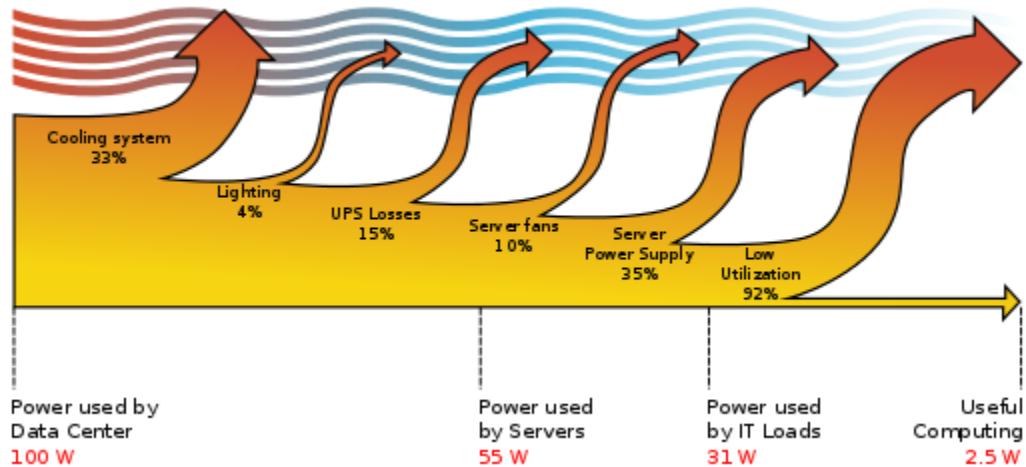 Cooling system
33%
Lighting
4%
UPS Losses
15%
Server fans
10%
Server
Power Supply
35%
Low
Utilization
92%
Power used by
Data Center
100 W
Power used
by Servers
55 W
Power used
by IT Loads
31 W
Useful
Computing
2.5 W